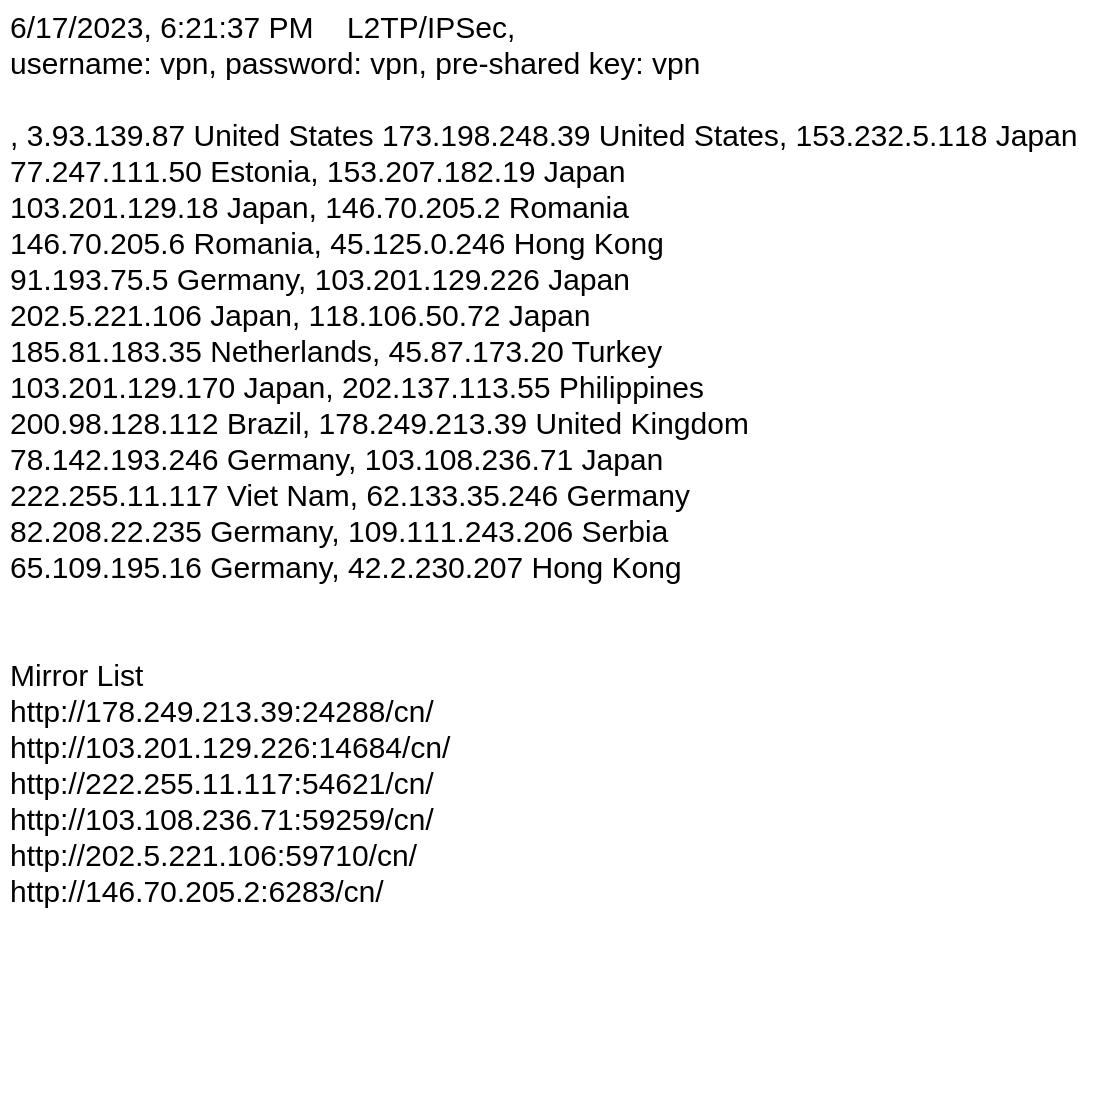 6/17/2023, 6:21:37 PM    L2TP/IPSec,
username: vpn, password: vpn, pre-shared key: vpn
, 3.93.139.87 United States 173.198.248.39 United States, 153.232.5.118 Japan
77.247.111.50 Estonia, 153.207.182.19 Japan
103.201.129.18 Japan, 146.70.205.2 Romania
146.70.205.6 Romania, 45.125.0.246 Hong Kong
91.193.75.5 Germany, 103.201.129.226 Japan
202.5.221.106 Japan, 118.106.50.72 Japan
185.81.183.35 Netherlands, 45.87.173.20 Turkey
103.201.129.170 Japan, 202.137.113.55 Philippines
200.98.128.112 Brazil, 178.249.213.39 United Kingdom
78.142.193.246 Germany, 103.108.236.71 Japan
222.255.11.117 Viet Nam, 62.133.35.246 Germany
82.208.22.235 Germany, 109.111.243.206 Serbia
65.109.195.16 Germany, 42.2.230.207 Hong Kong
Mirror List
http://178.249.213.39:24288/cn/
http://103.201.129.226:14684/cn/
http://222.255.11.117:54621/cn/
http://103.108.236.71:59259/cn/
http://202.5.221.106:59710/cn/
http://146.70.205.2:6283/cn/